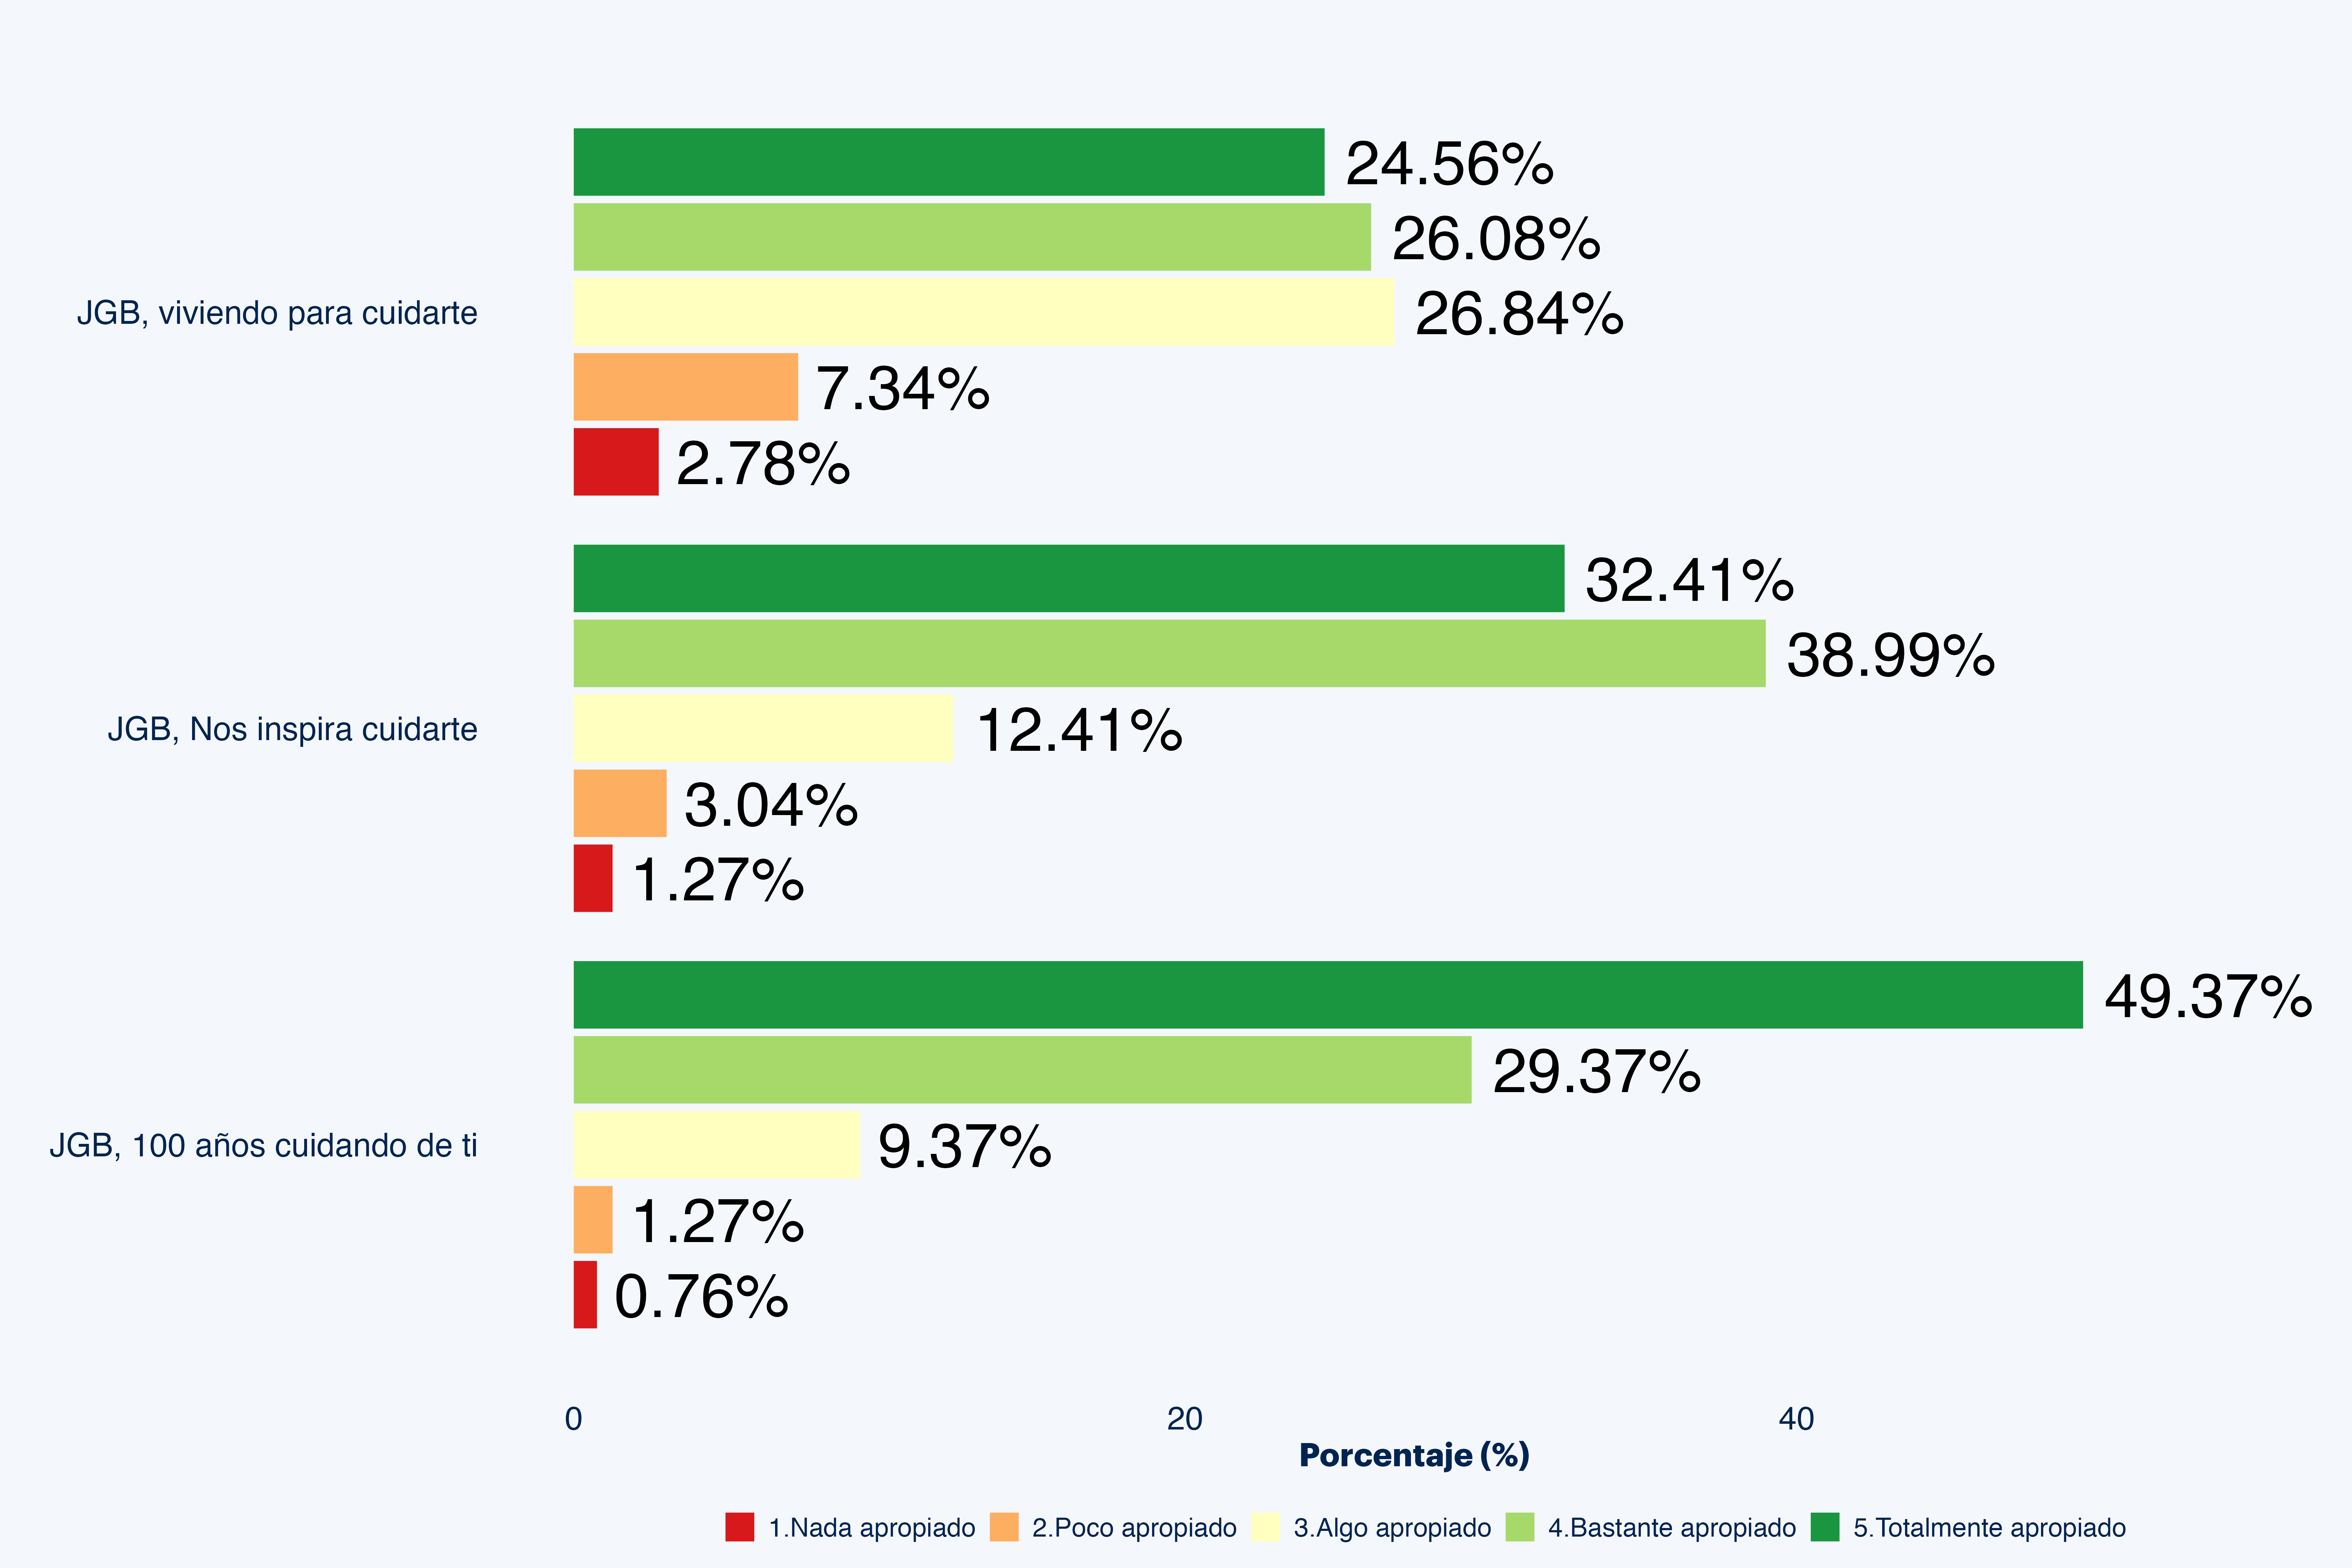 24.56%
26.08%
JGB, viviendo para cuidarte
26.84%
7.34%
2.78%
32.41%
38.99%
JGB, Nos inspira cuidarte
12.41%
3.04%
1.27%
49.37%
29.37%
JGB, 100 años cuidando de ti
9.37%
1.27%
0.76%
0 20 40
Porcentaje (%)
1.Nada apropiado 2.Poco apropiado 3.Algo apropiado 4.Bastante apropiado 5.Totalmente apropiado